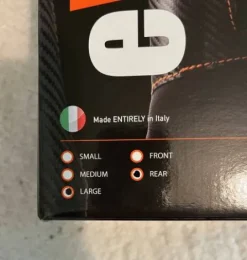 e
Made ENTIRELY in Italy
SMALL
FRONT
MEDIUM
REAR
LARGE